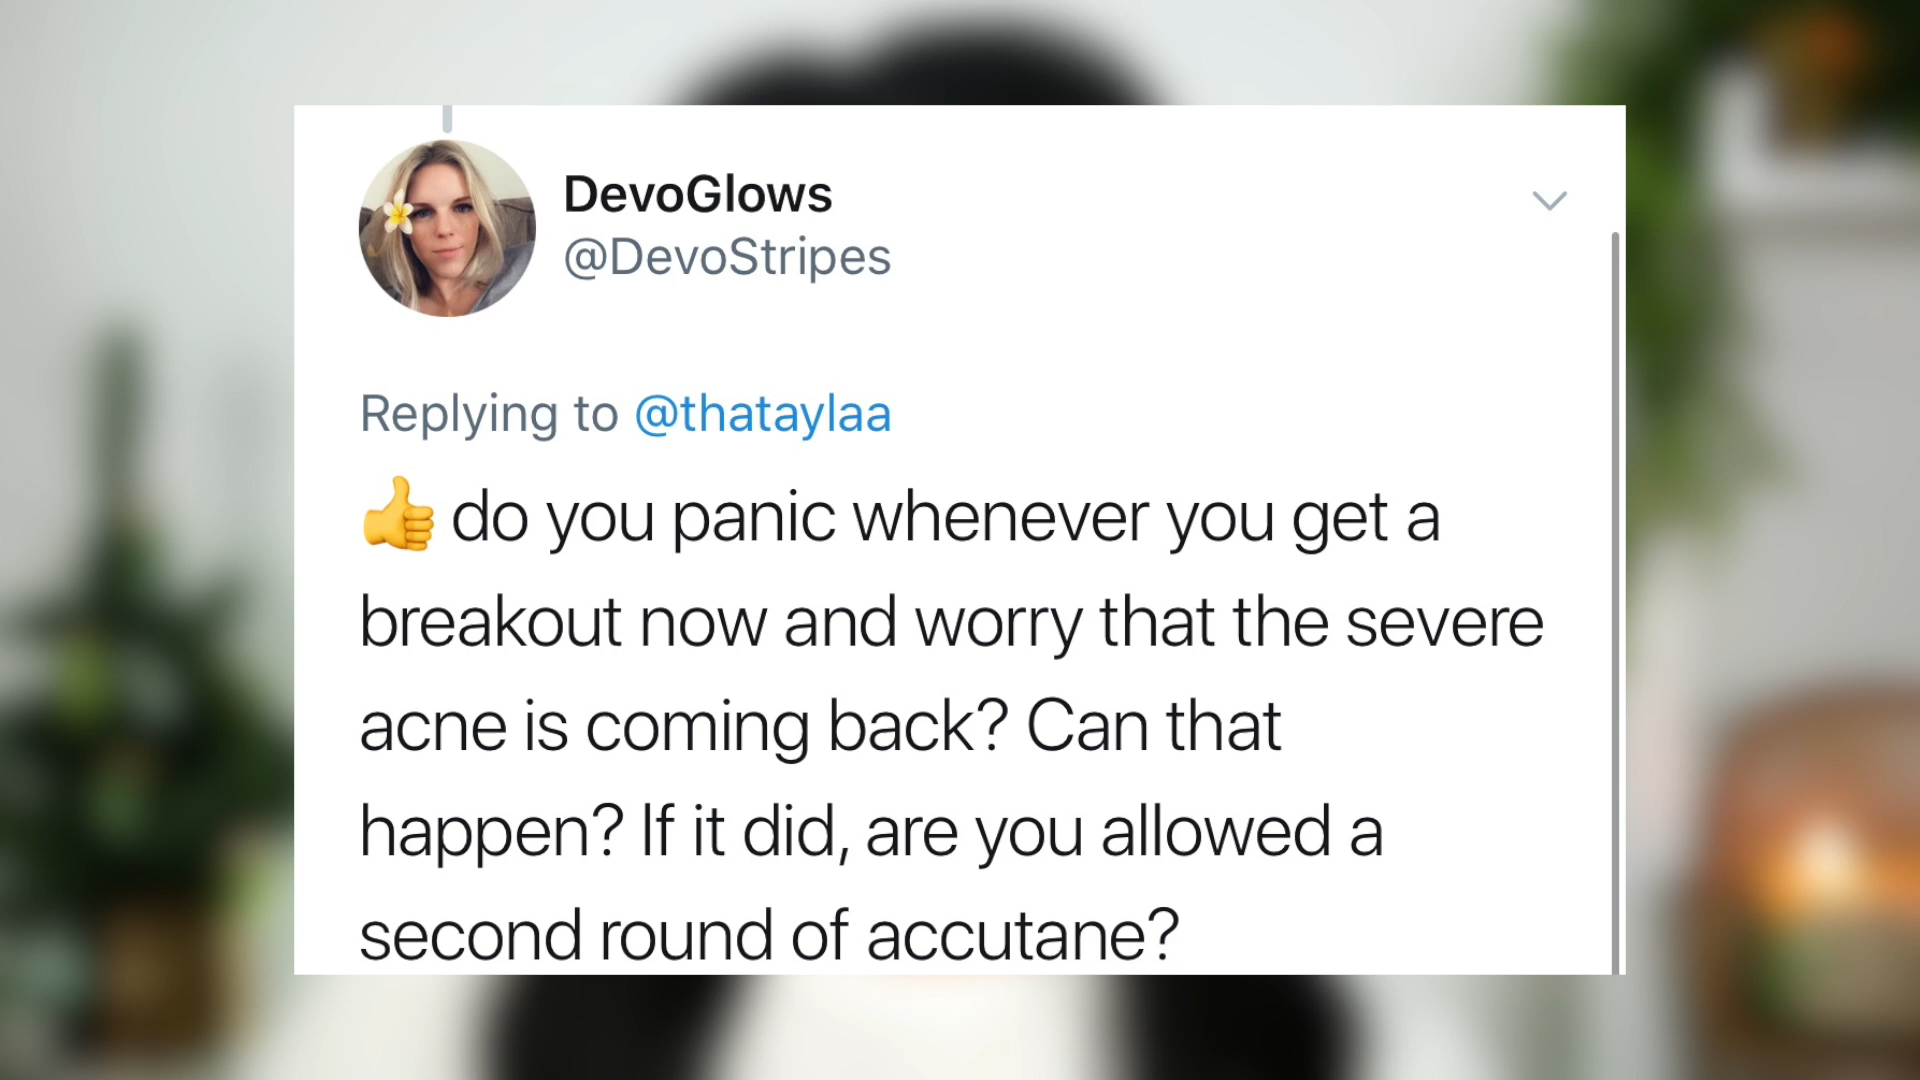 DevoGlows
@DevoStripes
Replying to @thataylaa
👍 do you panic whenever you get a
breakout now and worry that the severe
acne is coming back? Can that
happen? If it did, are you allowed a
second round of accutane?